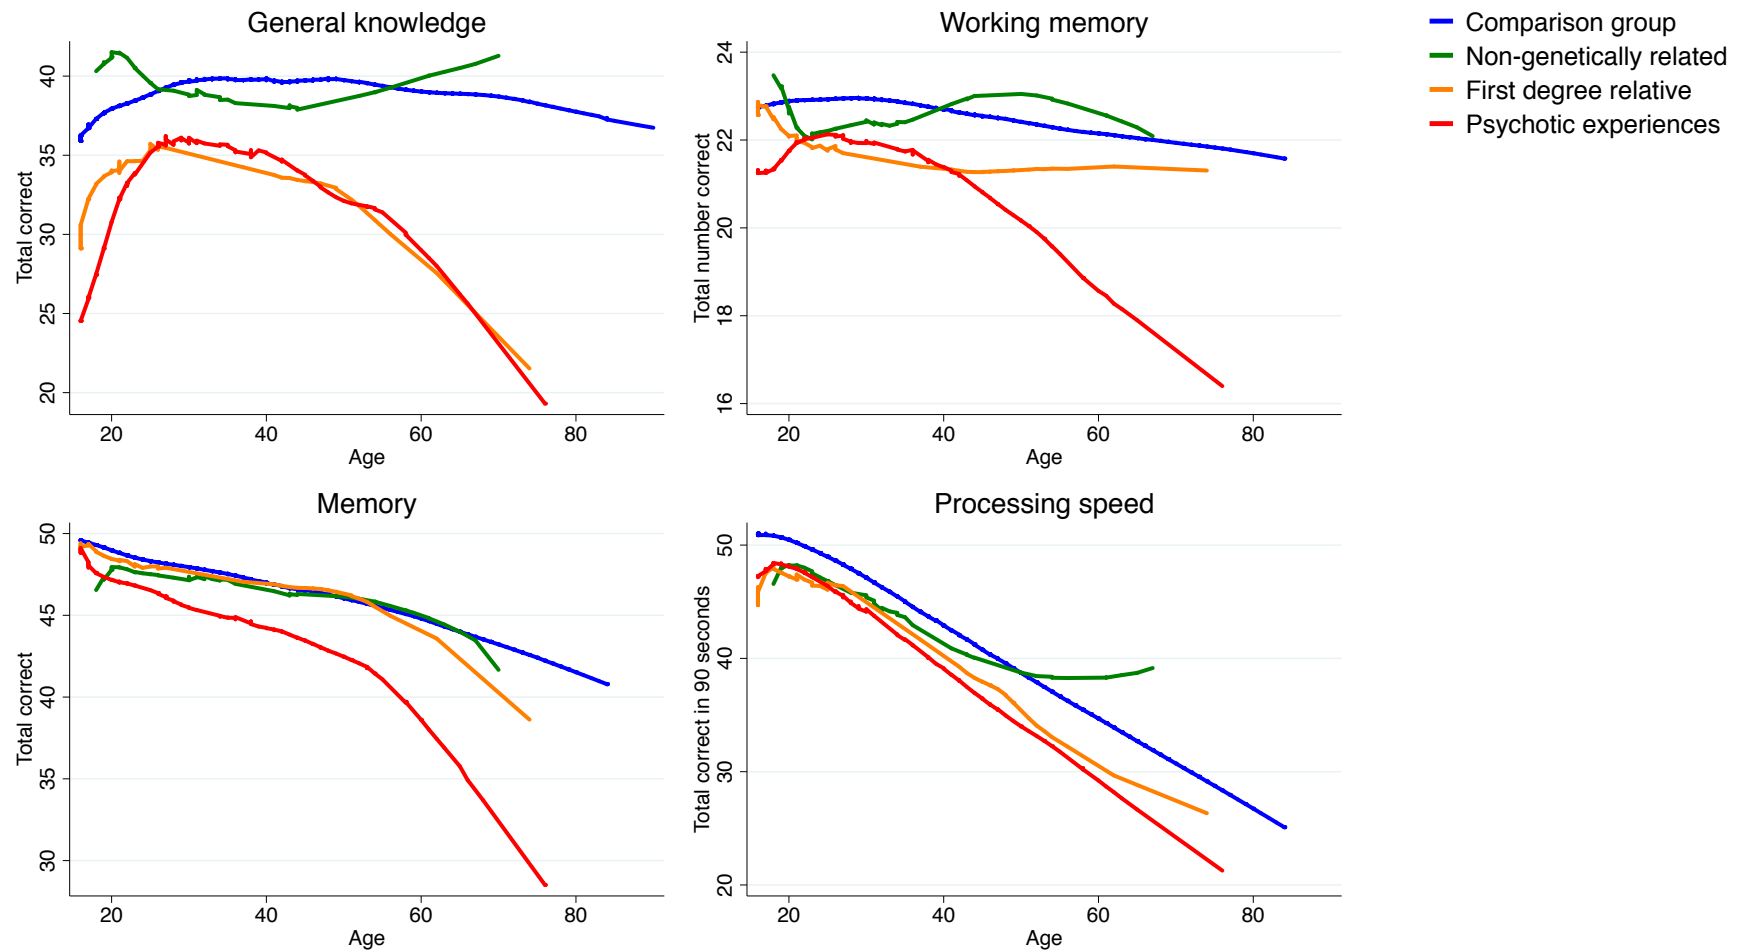 General knowledge
Total correct
40
35
30
25
20
20 40 60 80
Age
Working memory
Total number correct
24
22
20
18
16
20 40 60 80
Age
Comparison group
Non-genetically related
First degree relative
Psychotic experiences
Memory
Total correct
50
45
40
35
30
20 40 60 80
Age
Processing speed
Total correct in 90 seconds
50
40
30
20
20 40 60 80
Age